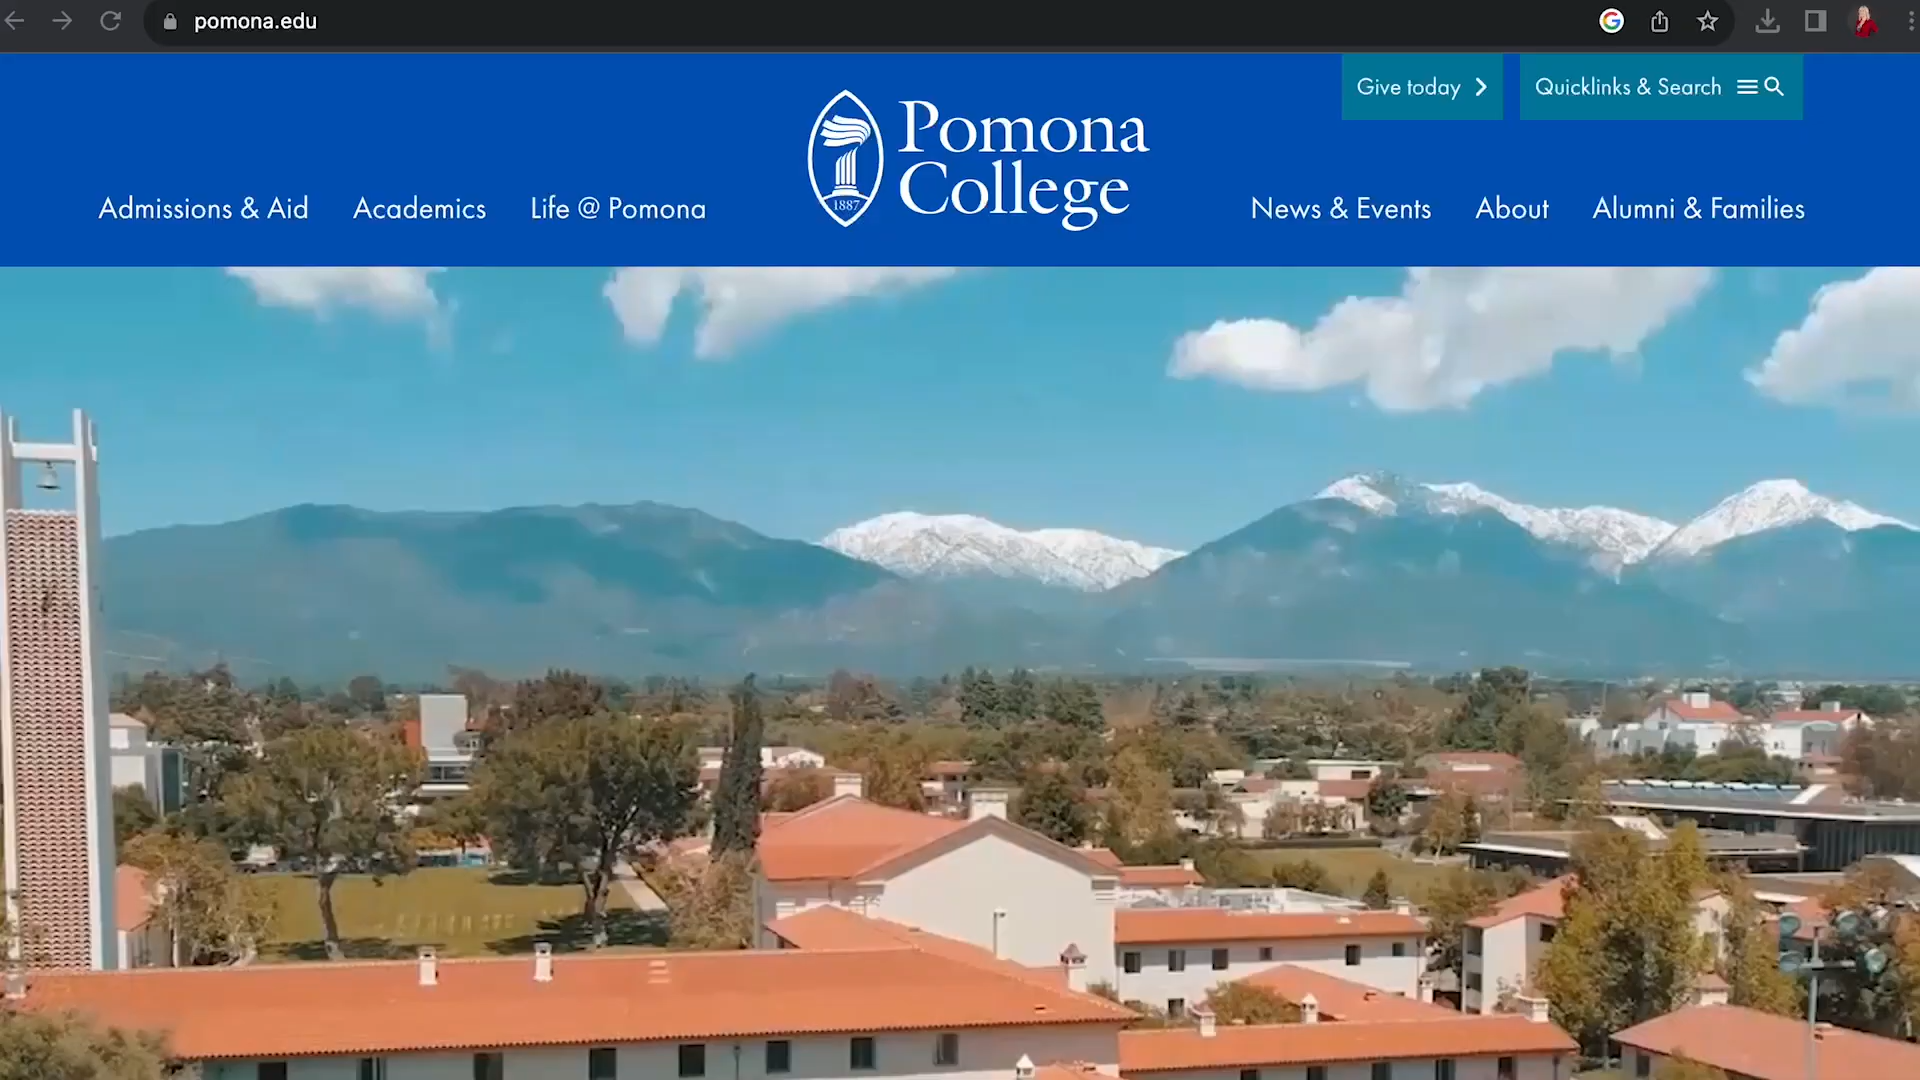 pomona.edu
Give today
Quicklinks & Search
Pomona
College
1887
Admissions & Aid
Academics
Life @ Pomona
News & Events
About
Alumni & Families